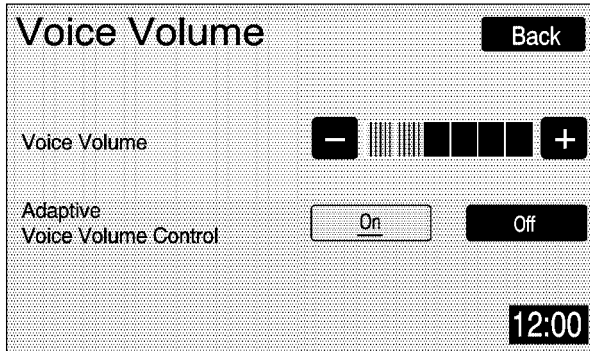 Voice Volume
Back
Voice Volume
− +
Adaptive
Voice Volume Control
On
Off
12:00